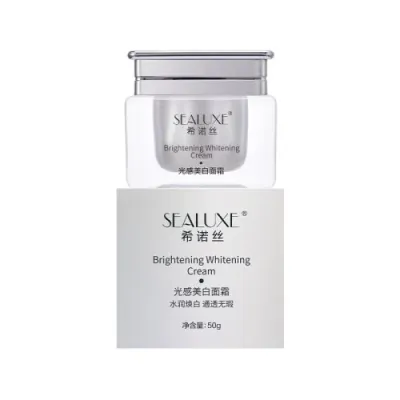 SEALUXE®
希诺丝
Brightening Whitening
Cream
光感美白面霜
SEALUXE®
希诺丝
Brightening Whitening
Cream
光感美白面霜
水润焕白 通透无瑕
净含量:50g